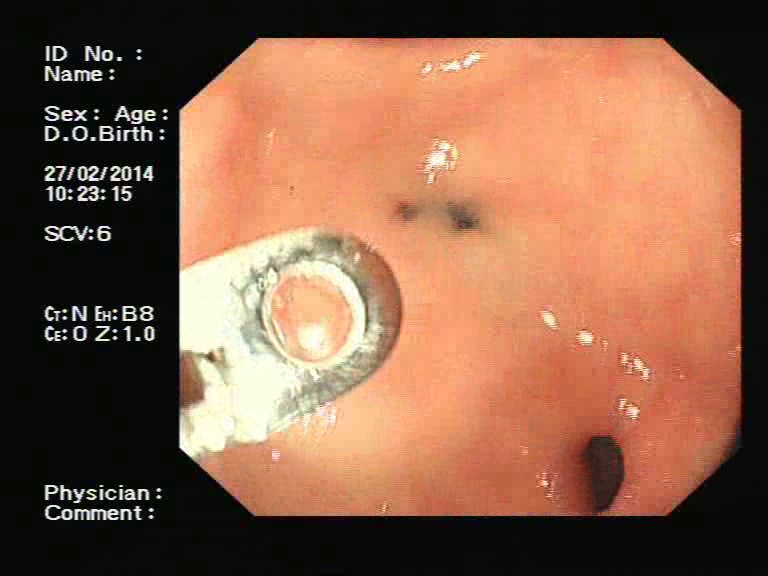 ID No. :
Name:
Sex: Age:
D.O.Birth:
27/02/2014
10:23:15
SCV:6
CT:N EH:B8
CE:0 Z:1.0
Physician:
Comment: